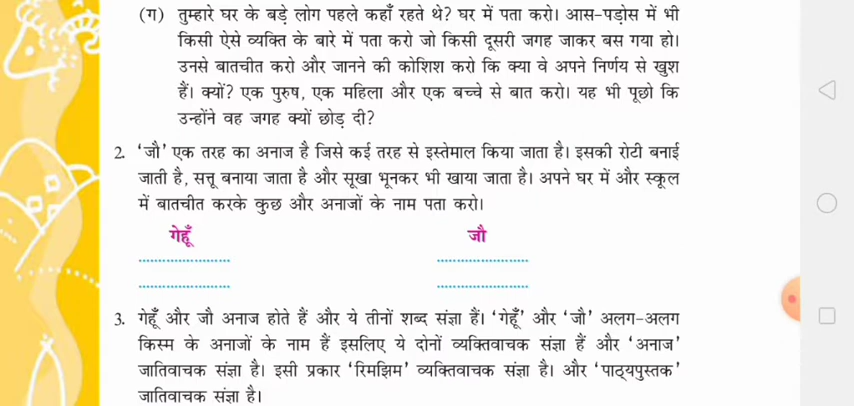 (ग) तुम्हारे घर के बड़े लोग पहले कहाँ रहते थे? घर में पता करो। आस-पड़ोस में भी
किसी ऐसे व्यक्ति के बारे में पता करो जो किसी दूसरी जगह जाकर बस गया हो।
उनसे बातचीत करो और जानने की कोशिश करो कि क्या वे अपने निर्णय से खुश
हैं। क्यों? एक पुरुष, एक महिला और एक बच्चे से बात करो। यह भी पूछो कि
उन्होंने वह जगह क्यों छोड़ दी?
2. 'जौ' एक तरह का अनाज है जिसे कई तरह से इस्तेमाल किया जाता है। इसकी रोटी बनाई
जाती है, सत्तू बनाया जाता है और सूखा भूनकर भी खाया जाता है। अपने घर में और स्कूल
में बातचीत करके कुछ और अनाजों के नाम पता करो।
गेहूँ जौ
........................ ........................
........................ ........................
3. गेहूँ और जौ अनाज होते हैं और ये तीनों शब्द संज्ञा हैं। 'गेहूँ' और 'जौ' अलग-अलग
किस्म के अनाजों के नाम हैं इसलिए ये दोनों व्यक्तिवाचक संज्ञा हैं और 'अनाज'
जातिवाचक संज्ञा है। इसी प्रकार 'रिमझिम' व्यक्तिवाचक संज्ञा है। और 'पाठ्यपुस्तक'
जातिवाचक संज्ञा है।